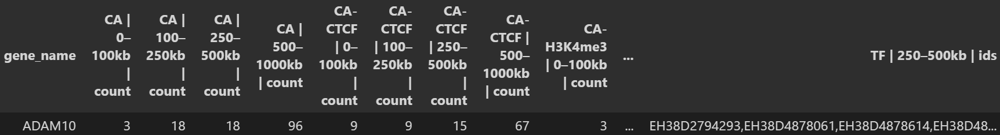 gene_name CA | 0–100kb | count CA | 100–250kb | count CA | 250–500kb | count CA | 500–1000kb | count CA-CTCF | 0–100kb | count CA-CTCF | 100–250kb | count CA-CTCF | 250–500kb | count CA-CTCF | 500–1000kb | count CA-H3K4me3 | 0–100kb | count ... TF | 250–500kb | ids
ADAM10 3 18 18 96 9 9 15 67 3 ... EH38D2794293,EH38D4878061,EH38D4878614,EH38D48...